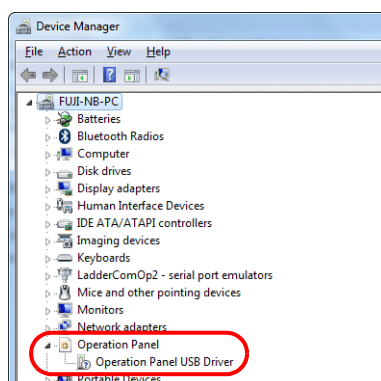 Device Manager
File Action View Help
FUJI-NB-PC
Batteries
Bluetooth Radios
Computer
Disk drives
Display adapters
Human Interface Devices
IDE ATA/ATAPI controllers
Imaging devices
Keyboards
LadderComOp2 - serial port emulators
Mice and other pointing devices
Monitors
Network adapters
Operation Panel
Operation Panel USB Driver
Portable Devices